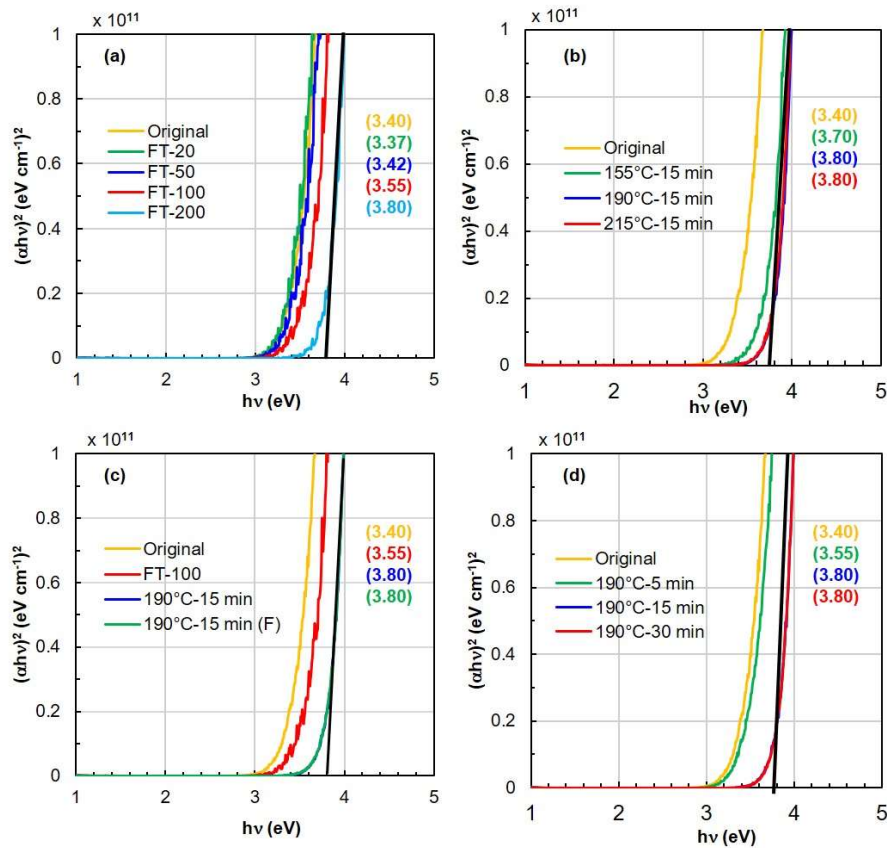 x 10¹¹
(a)
1
0.8
0.6
0.4
0.2
0
(αhν)² (eV cm⁻¹)²
Original
FT-20
FT-50
FT-100
FT-200
(3.40)
(3.37)
(3.42)
(3.55)
(3.80)
1 2 3 4 5
hν (eV)
x 10¹¹
(b)
1
0.8
0.6
0.4
0.2
0
(αhν)² (eV cm⁻¹)²
Original
155°C-15 min
190°C-15 min
215°C-15 min
(3.40)
(3.70)
(3.80)
(3.80)
1 2 3 4 5
hν (eV)
x 10¹¹
(c)
1
0.8
0.6
0.4
0.2
0
(αhν)² (eV cm⁻¹)²
Original
FT-100
190°C-15 min
190°C-15 min (F)
(3.40)
(3.55)
(3.80)
(3.80)
1 2 3 4 5
hν (eV)
x 10¹¹
(d)
1
0.8
0.6
0.4
0.2
0
(αhν)² (eV cm⁻¹)²
Original
190°C-5 min
190°C-15 min
190°C-30 min
(3.40)
(3.55)
(3.80)
(3.80)
1 2 3 4 5
hν (eV)